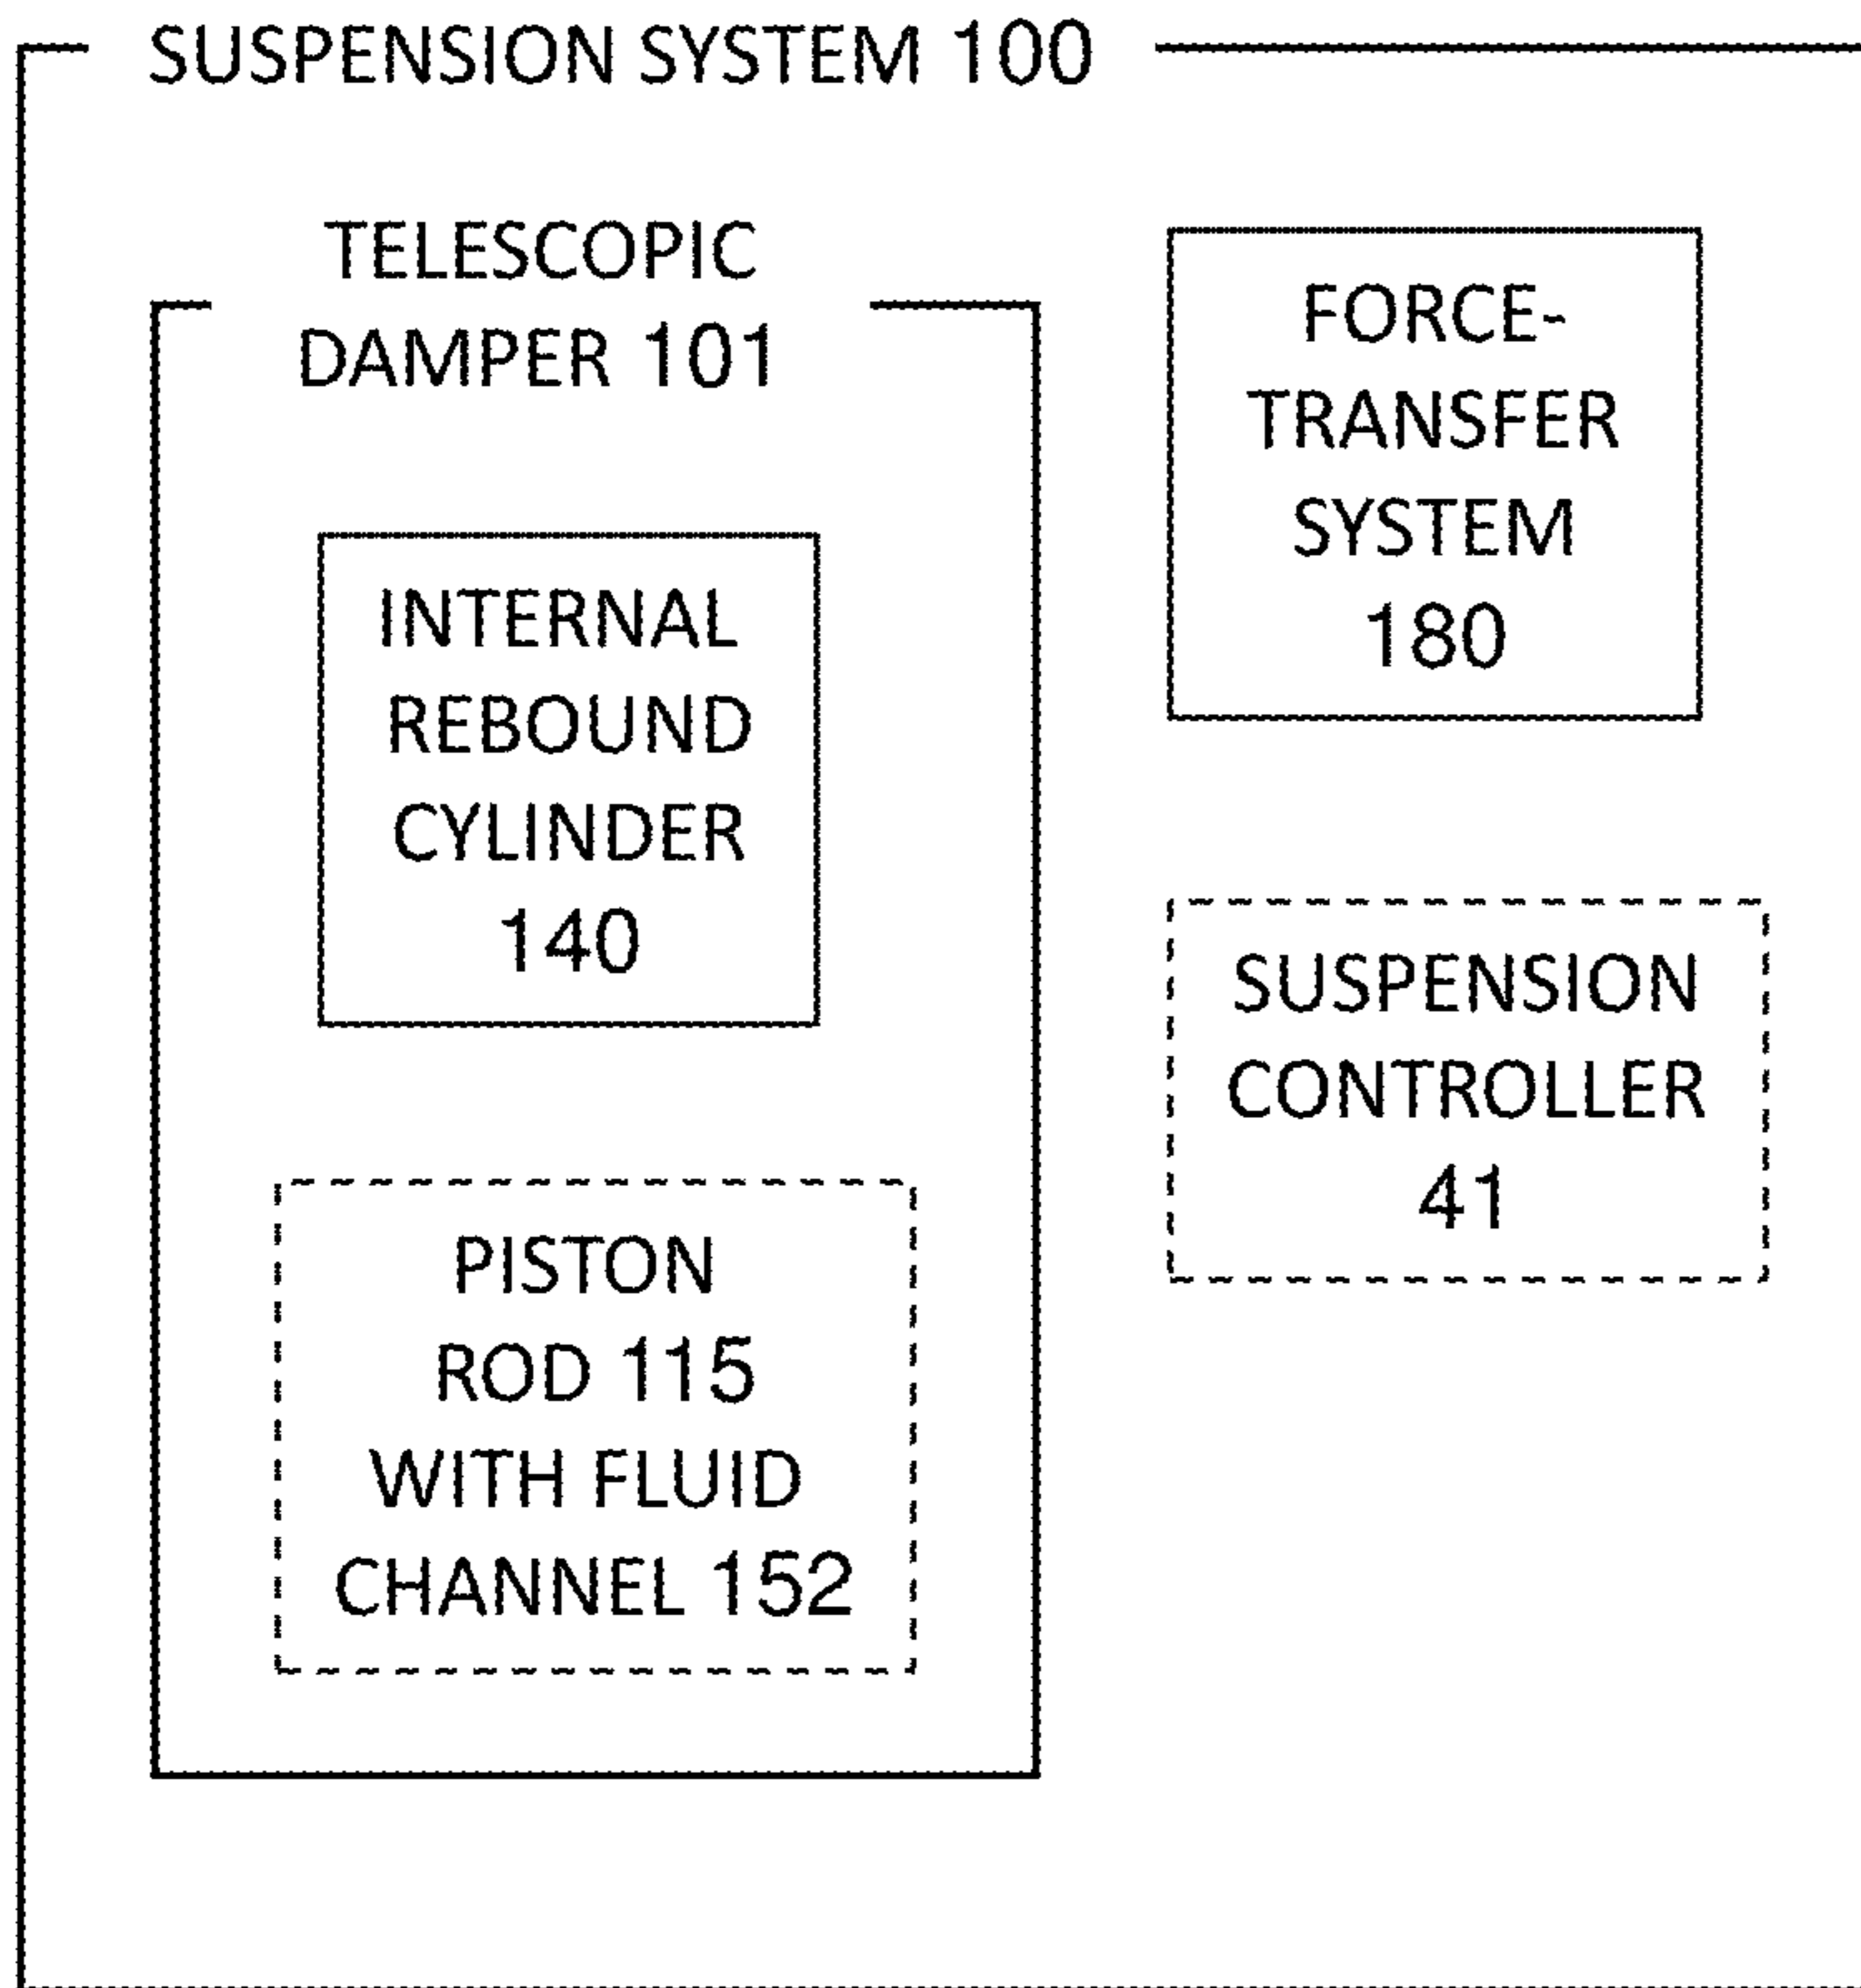 SUSPENSION SYSTEM 100
TELESCOPIC
DAMPER 101
INTERNAL
REBOUND
CYLINDER
140
PISTON
ROD 115
WITH FLUID
CHANNEL 152
FORCE-
TRANSFER
SYSTEM
180
SUSPENSION
CONTROLLER
41